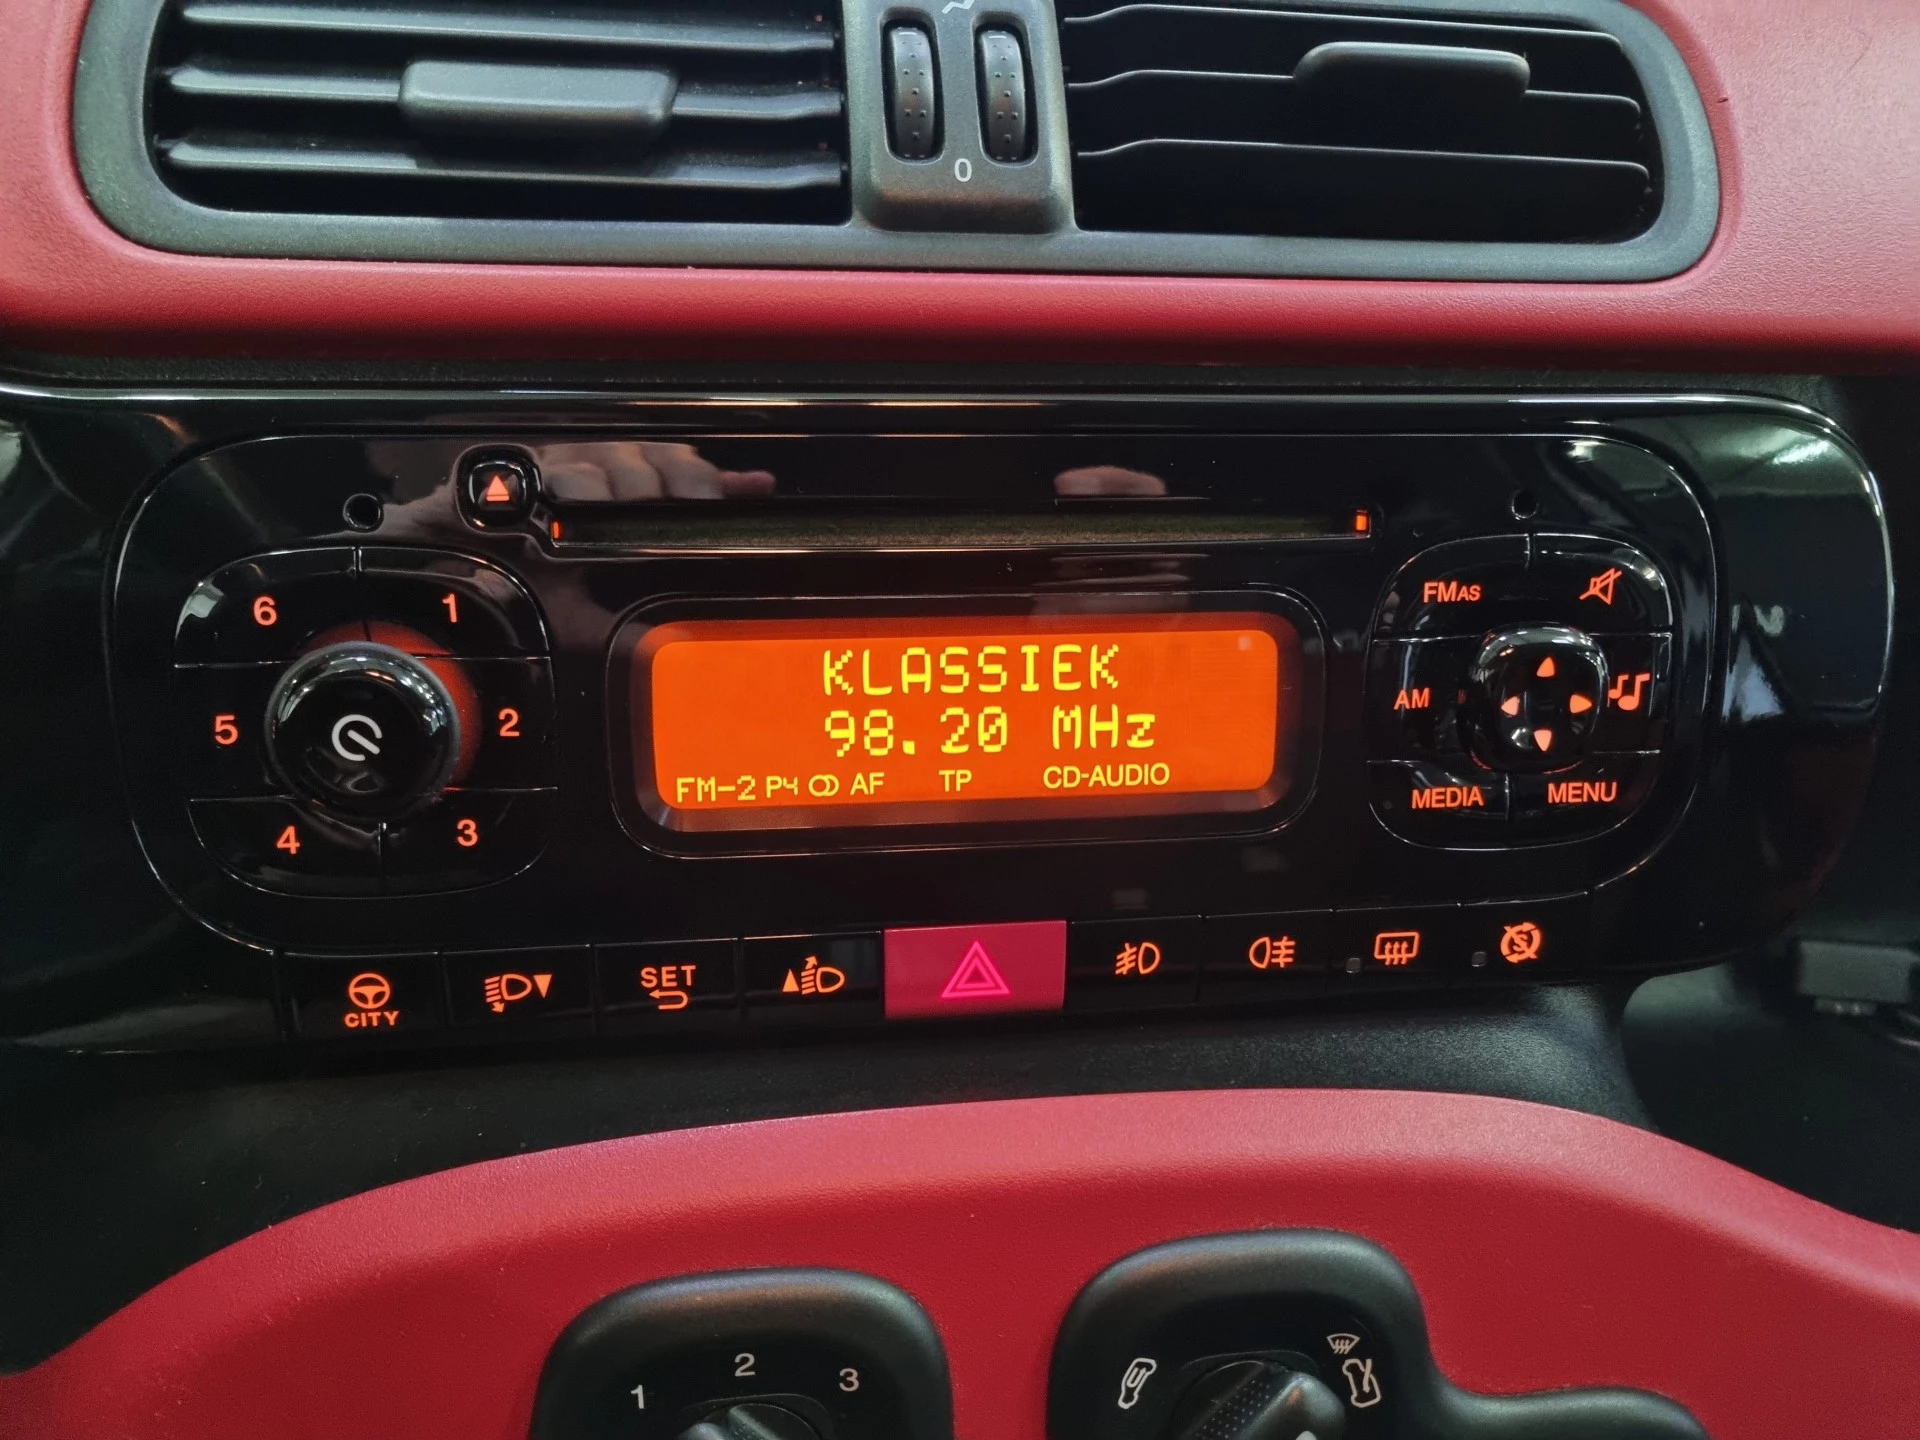 0
6 1
5 2
4 3
KLASSIEK
98.20 MHz
FM-2 P4 AF TP CD-AUDIO
FMAS
AM
MEDIA MENU
CITY
SET
1 2 3